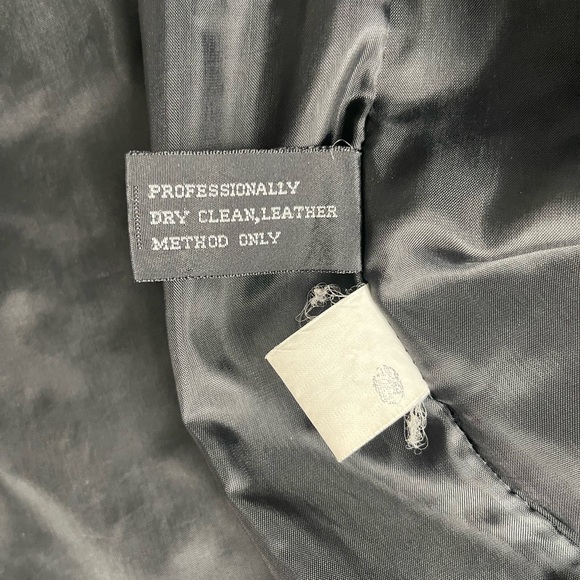 PROFESSIONALLY
DRY CLEAN,LEATHER
METHOD ONLY